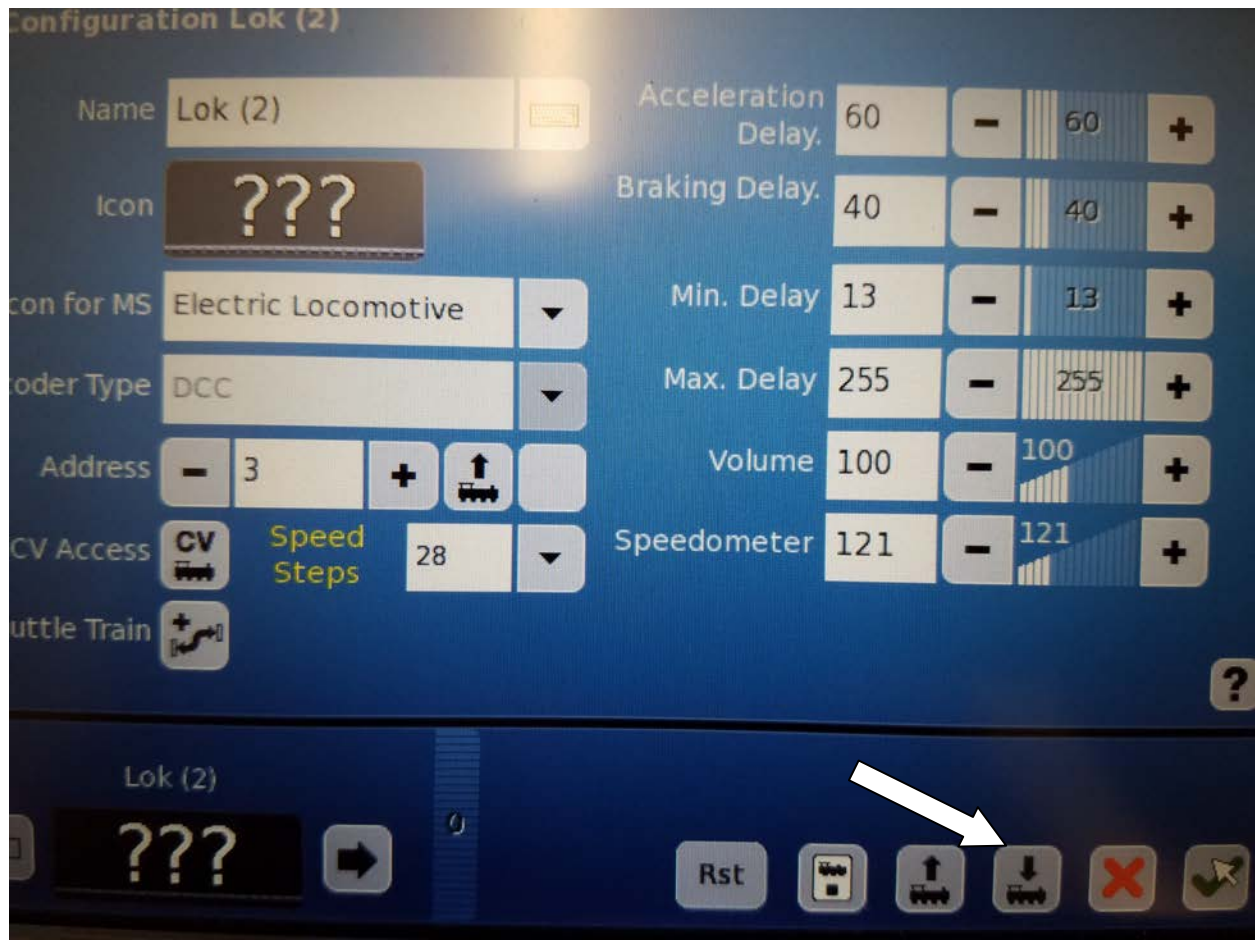 Configuration Lok (2)
Name Lok (2)
Icon ???
con for MS Electric Locomotive
coder Type DCC
Address - 3 +
CV Access CV Speed Steps 28
uttle Train +
Acceleration Delay. 60 - 60 +
Braking Delay. 40 - 40 +
Min. Delay 13 - 13 +
Max. Delay 255 - 255 +
Volume 100 - 100 +
Speedometer 121 - 121 +
?
Lok (2)
???
0
Rst